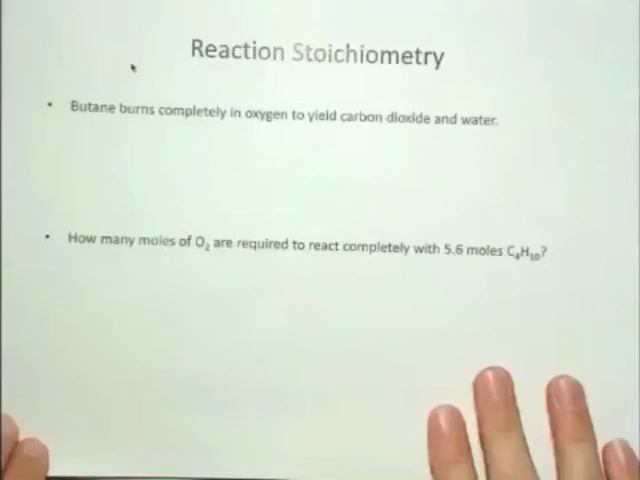 Reaction Stoichiometry
• Butane burns completely in oxygen to yield carbon dioxide and water.
• How many moles of O₂ are required to react completely with 5.6 moles C₄H₁₀?